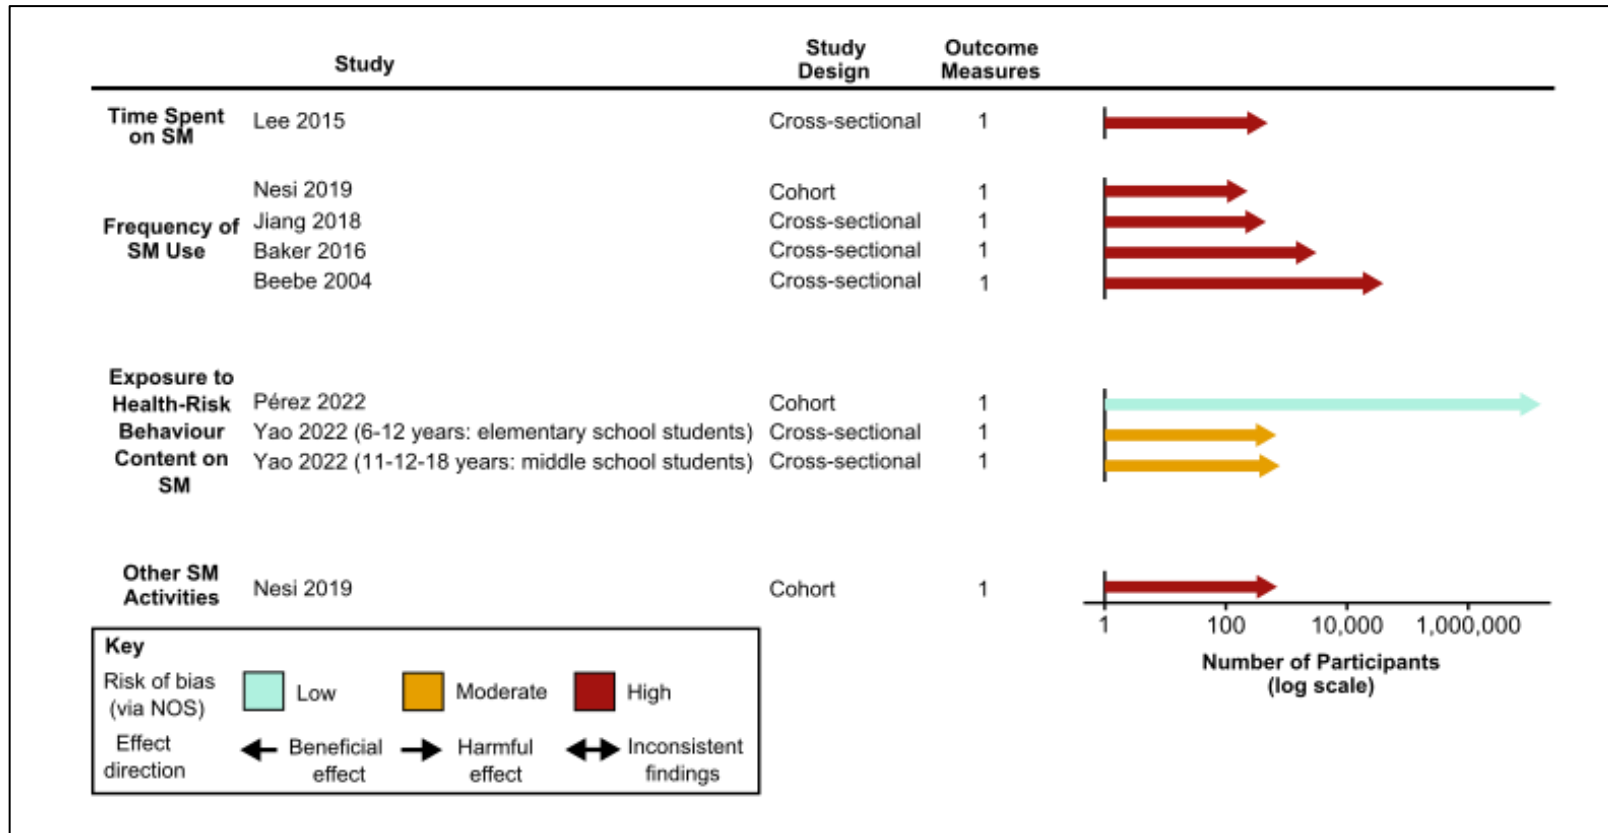 Study
Study
Design
Outcome
Measures
Time Spent
on SM
Lee 2015 Cross-sectional 1
Frequency of
SM Use
Nesi 2019 Cohort 1
Jiang 2018 Cross-sectional 1
Baker 2016 Cross-sectional 1
Beebe 2004 Cross-sectional 1
Exposure to
Health-Risk
Behaviour
Content on
SM
Pérez 2022 Cohort 1
Yao 2022 (6-12 years: elementary school students) Cross-sectional 1
Yao 2022 (11-12-18 years: middle school students) Cross-sectional 1
Other SM
Activities
Nesi 2019 Cohort 1
1 100 10,000 1,000,000
Number of Participants
(log scale)
Key
Risk of bias
(via NOS)
Low Moderate High
Effect
direction
Beneficial
effect
Harmful
effect
Inconsistent
findings